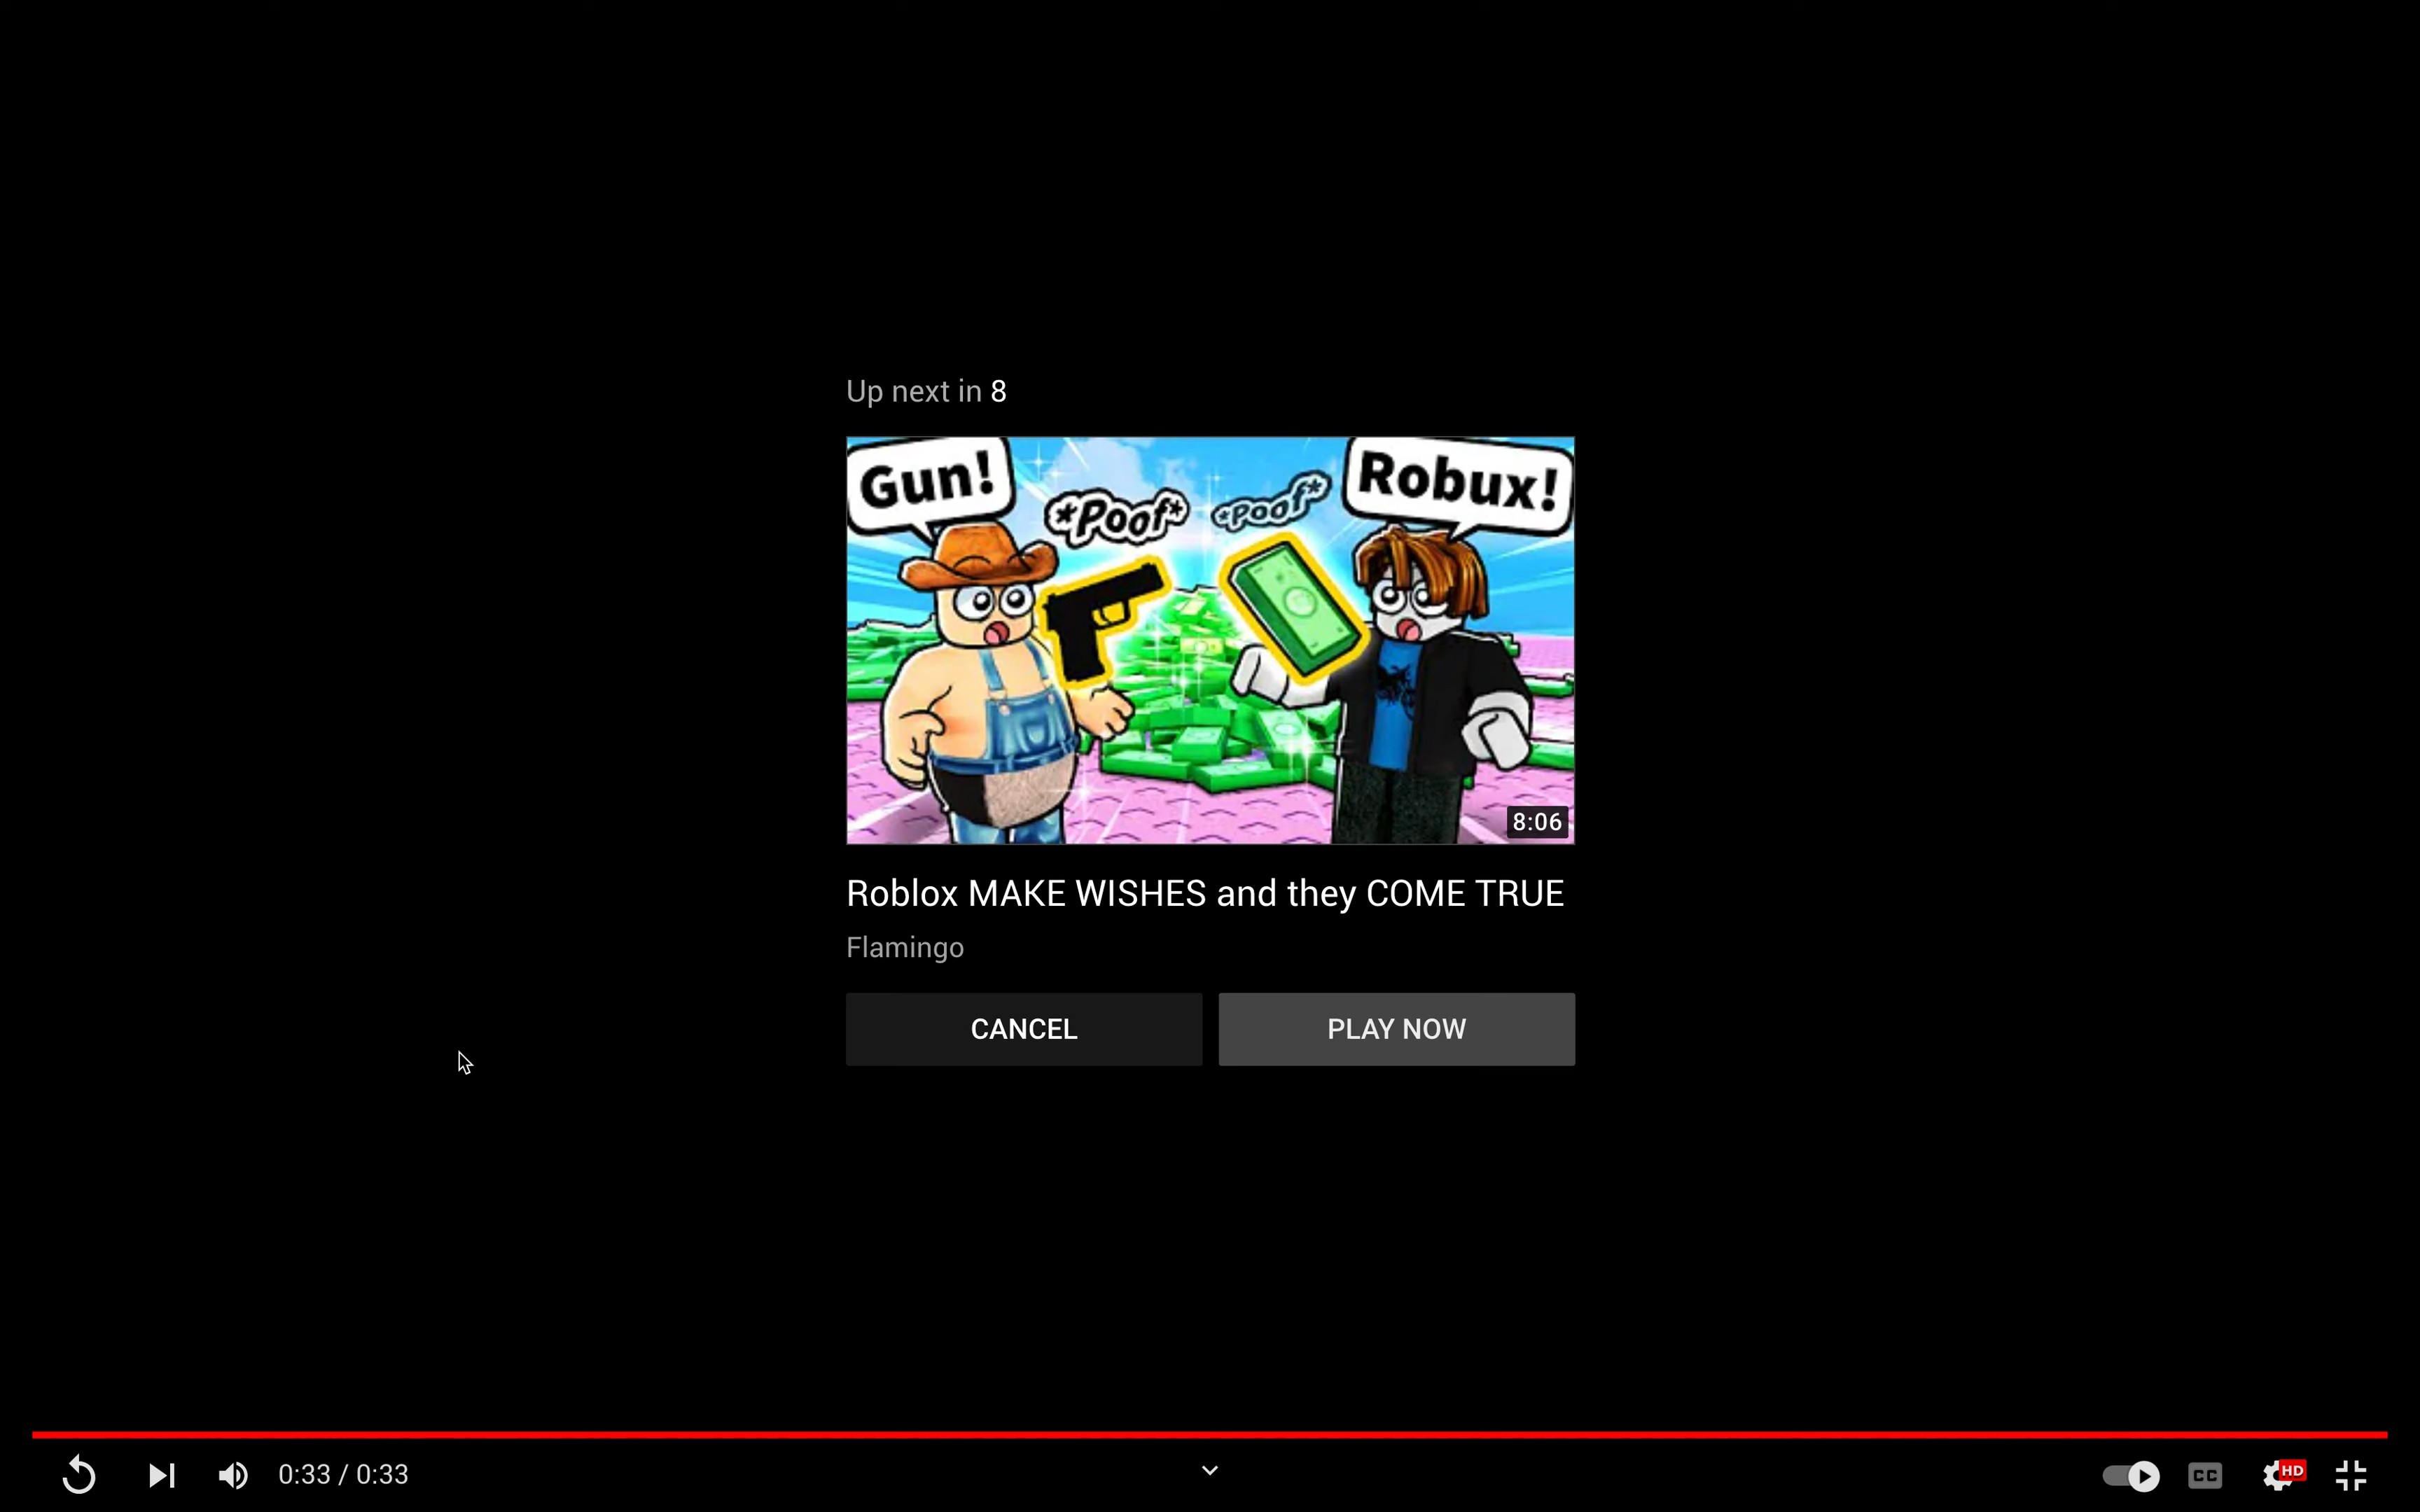 Up next in 8
Gun!
*Poof*
*Poof*
Robux!
8:06
Roblox MAKE WISHES and they COME TRUE
Flamingo
CANCEL
PLAY NOW
0:33 / 0:33
CC
HD